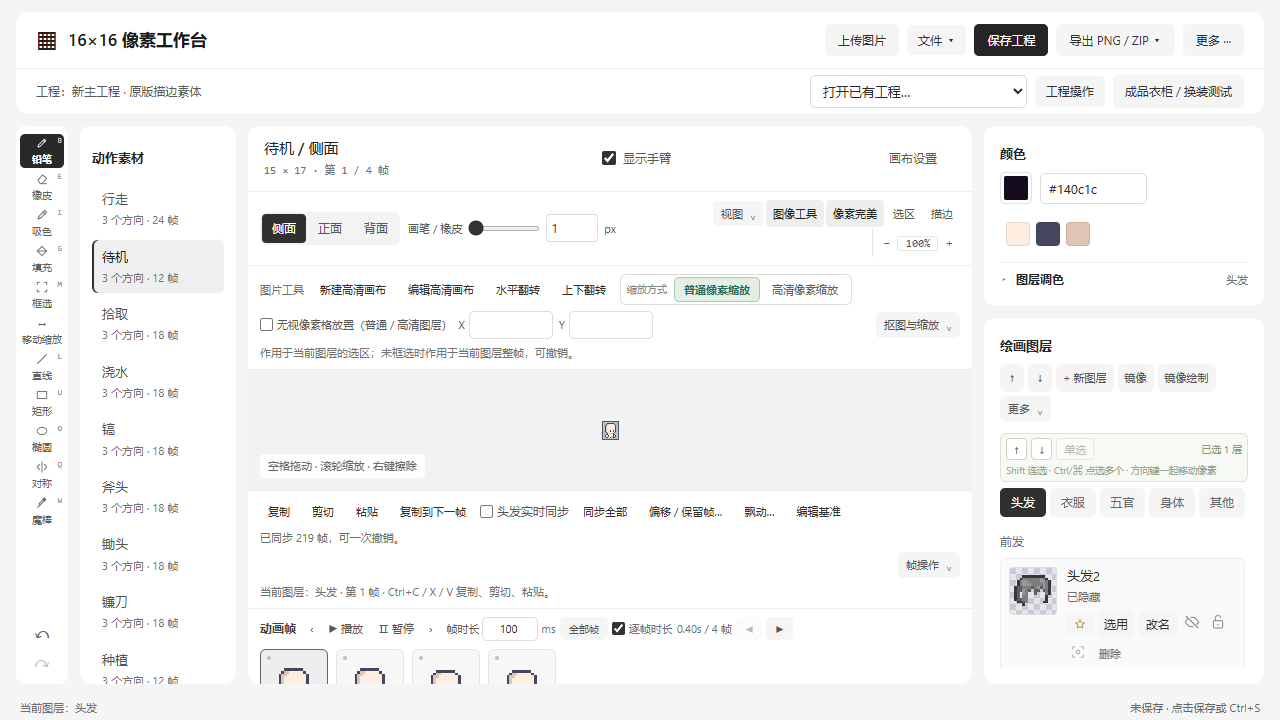 16×16 像素工作台
上传图片 文件 ▾ 保存工程 导出 PNG / ZIP ▾ 更多 ···
工程：新主工程 · 原版描边素体
打开已有工程... 工程操作 成品衣柜 / 换装测试
铅笔 B
橡皮 E
吸色 I
填充 G
框选 M
移动缩放
直线 L
矩形 U
椭圆 O
对称 Q
魔棒 W
动作素材
行走
3 个方向 · 24 帧
待机
3 个方向 · 12 帧
拾取
3 个方向 · 18 帧
浇水
3 个方向 · 18 帧
镐
3 个方向 · 18 帧
斧头
3 个方向 · 18 帧
锄头
3 个方向 · 18 帧
镰刀
3 个方向 · 18 帧
种植
3 个方向 · 12 帧
待机 / 侧面
15 × 17 · 第 1 / 4 帧
显示手臂
画布设置
侧面 正面 背面 画笔 / 橡皮 1 px
视图 图像工具 像素完美 选区 描边
− 100% +
图片工具 新建高清画布 编辑高清画布 水平翻转 上下翻转 缩放方式 普通像素缩放 高清像素缩放
无视像素格放置（普通 / 高清图层） X Y 抠图与缩放
作用于当前图层的选区；未框选时作用于当前图层整帧，可撤销。
空格拖动 · 滚轮缩放 · 右键擦除
复制 剪切 粘贴 复制到下一帧 头发实时同步 同步全部 偏移 / 保留帧... 飘动... 编辑基准
已同步 219 帧，可一次撤销。
帧操作
当前图层：头发 · 第 1 帧 · Ctrl+C / X / V 复制、剪切、粘贴。
动画帧 ‹ ▶ 播放 暂停 › 帧时长 100 ms 全部帧 逐帧时长 0.40s / 4 帧 ◀ ▶
颜色
#140c1c
图层调色 头发
绘画图层
↑ ↓ + 新图层 镜像 镜像绘制
更多
↑ ↓ 单选 已选 1 层
Shift 连选 · Ctrl/⌘ 点选多个 · 方向键一起移动像素
头发 衣服 五官 身体 其他
前发
头发2
已隐藏
☆ 选用 改名
删除
当前图层：头发
未保存 · 点击保存或 Ctrl+S